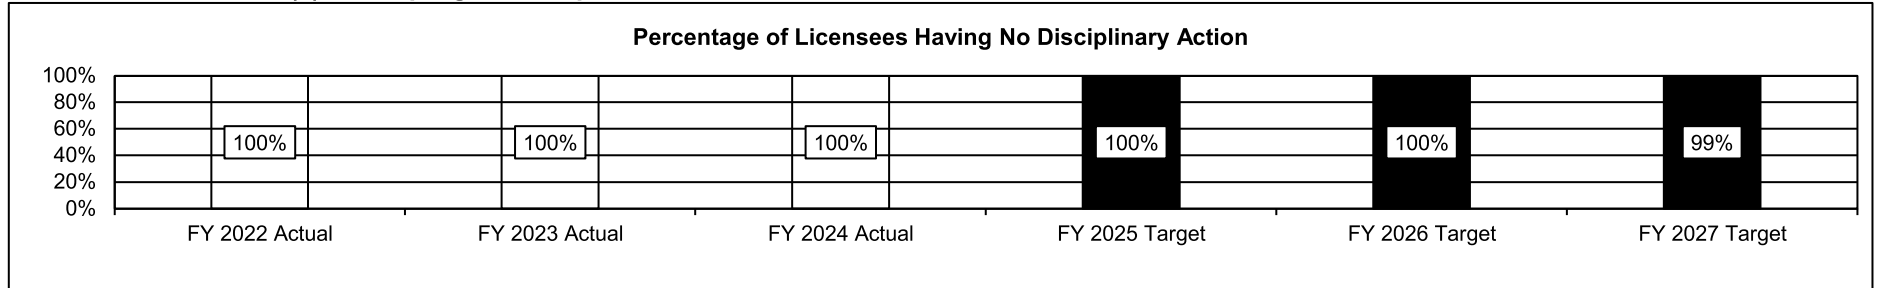 Percentage of Licensees Having No Disciplinary Action
100%
80%
60%
40%
20%
0%
100% 100% 100% 100% 100% 99%
FY 2022 Actual FY 2023 Actual FY 2024 Actual FY 2025 Target FY 2026 Target FY 2027 Target